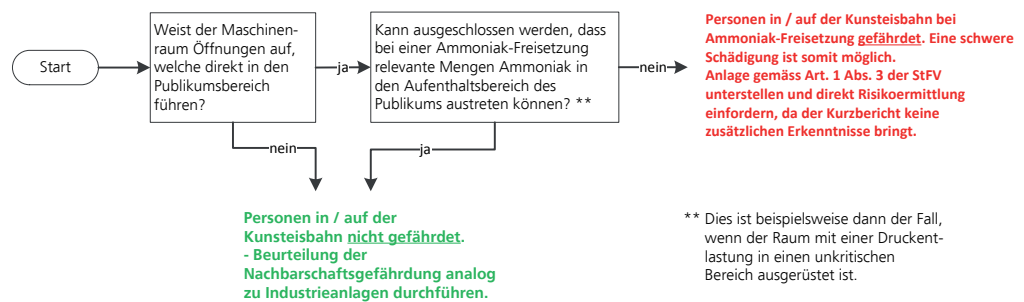 Start
Weist der Maschinen-
raum Öffnungen auf,
welche direkt in den
Publikumsbereich
führen?
ja
Kann ausgeschlossen werden, dass
bei einer Ammoniak-Freisetzung
relevante Mengen Ammoniak in
den Aufenthaltsbereich des
Publikums austreten können? **
nein
Personen in / auf der Kunsteisbahn bei
Ammoniak-Freisetzung gefährdet. Eine schwere
Schädigung ist somit möglich.
Anlage gemäss Art. 1 Abs. 3 der StFV
unterstellen und direkt Risikoermittlung
einfordern, da der Kurzbericht keine
zusätzlichen Erkenntnisse bringt.
nein
ja
Personen in / auf der
Kunsteisbahn nicht gefährdet.
- Beurteilung der
Nachbarschaftsgefährdung analog
zu Industrieanlagen durchführen.
** Dies ist beispielsweise dann der Fall,
wenn der Raum mit einer Druckent-
lastung in einen unkritischen
Bereich ausgerüstet ist.